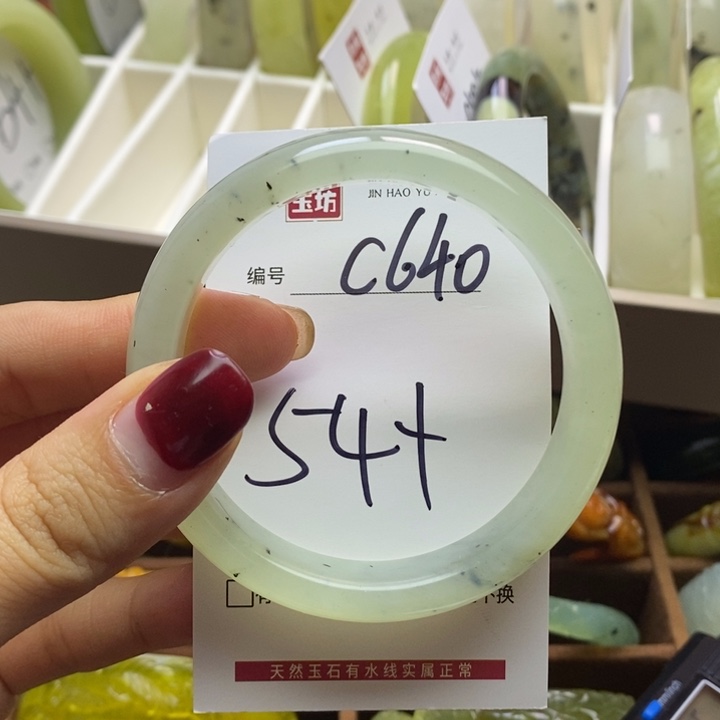 玉坊
JIN HAO YU
编号 C640
54+
天然玉石有水线实属正常